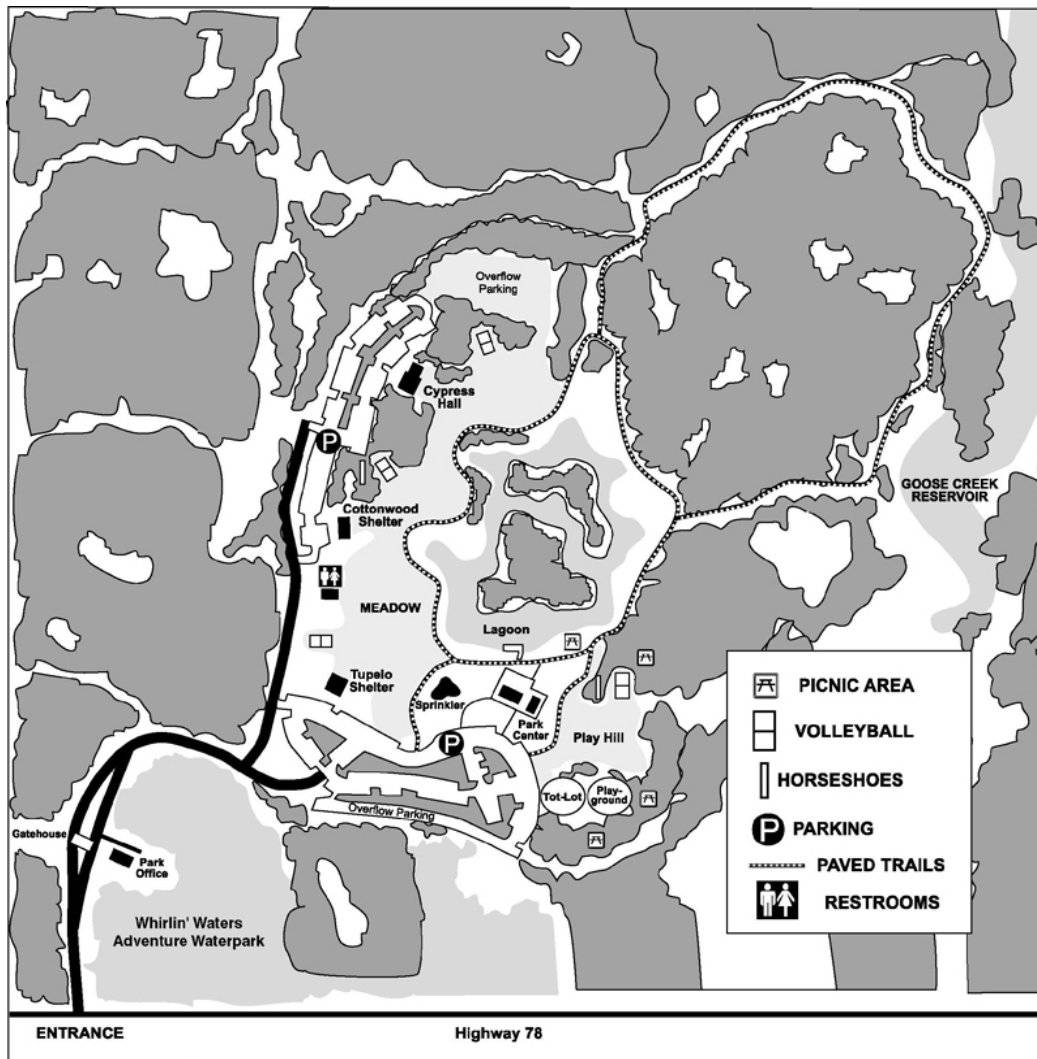 Overflow
Parking
Cypress
Hall
P
Cottonwood
Shelter
GOOSE CREEK
RESERVOIR
MEADOW
Lagoon
Tupelo
Shelter
Sprinkler
Park
Center
P
Play Hill
Tot-Lot
Play-
ground
Overflow Parking
Gatehouse
Park
Office
Whirlin' Waters
Adventure Waterpark
PICNIC AREA
VOLLEYBALL
HORSESHOES
P PARKING
PAVED TRAILS
RESTROOMS
ENTRANCE
Highway 78